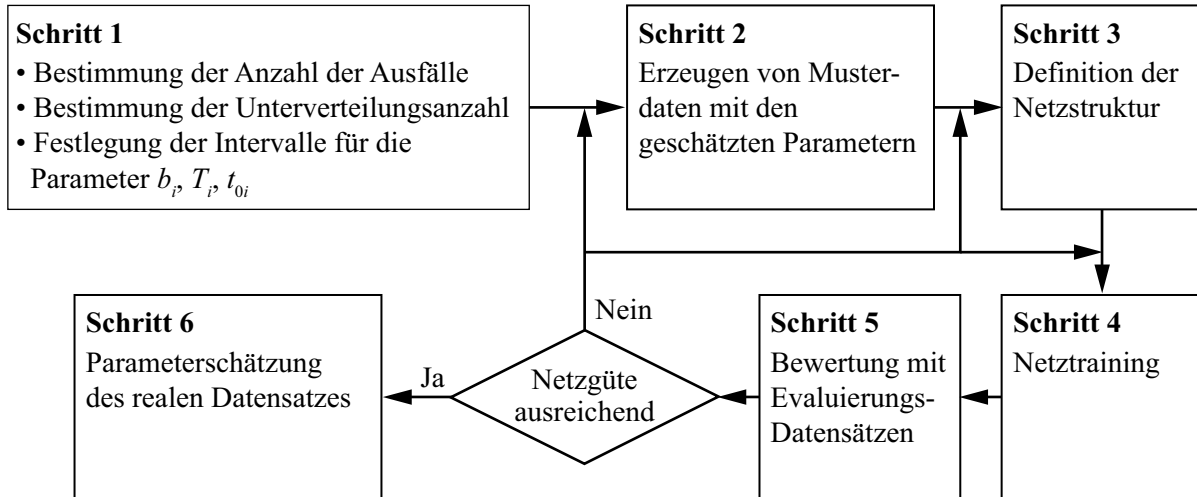 Schritt 1
• Bestimmung der Anzahl der Ausfälle
• Bestimmung der Unterverteilungsanzahl
• Festlegung der Intervalle für die
Parameter b_i, T_i, t_0i
Schritt 2
Erzeugen von Muster-
daten mit den
geschätzten Parametern
Schritt 3
Definition der
Netzstruktur
Schritt 4
Netztraining
Schritt 5
Bewertung mit
Evaluierungs-
Datensätzen
Netzgüte
ausreichend
Nein
Ja
Schritt 6
Parameterschätzung
des realen Datensatzes